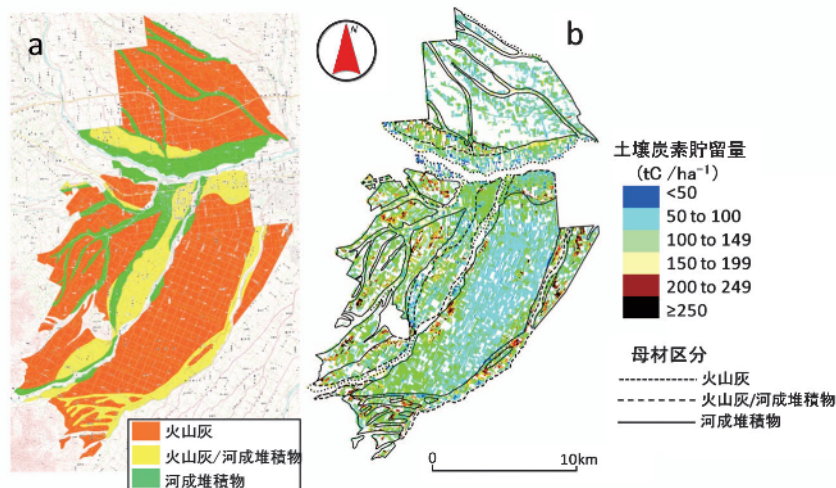 a
N
b
土壌炭素貯留量
(tC /ha⁻¹)
<50
50 to 100
100 to 149
150 to 199
200 to 249
≥250
母材区分
火山灰
火山灰/河成堆積物
河成堆積物
火山灰
火山灰/河成堆積物
河成堆積物
0
10km